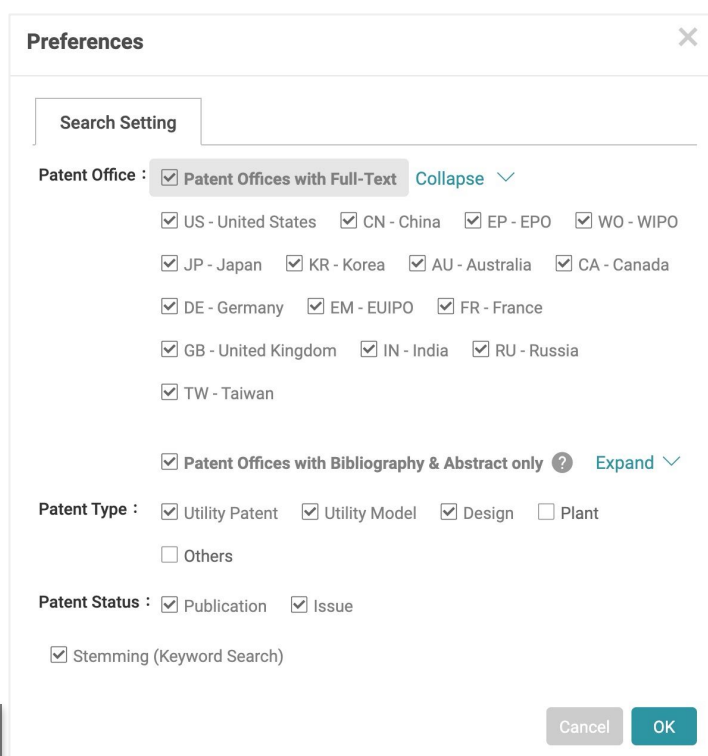 Preferences
Search Setting
Patent Office : Patent Offices with Full-Text Collapse
US - United States CN - China EP - EPO WO - WIPO
JP - Japan KR - Korea AU - Australia CA - Canada
DE - Germany EM - EUIPO FR - France
GB - United Kingdom IN - India RU - Russia
TW - Taiwan
Patent Offices with Bibliography & Abstract only ? Expand
Patent Type : Utility Patent Utility Model Design Plant
Others
Patent Status : Publication Issue
Stemming (Keyword Search)
Cancel OK